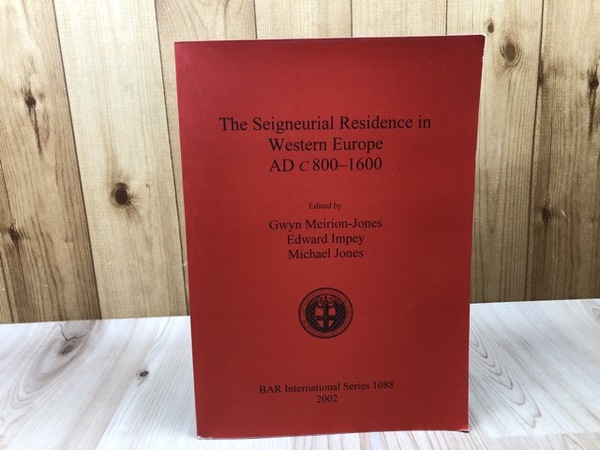 The Seigneurial Residence in
Western Europe
AD c 800–1600
Edited by
Gwyn Meirion-Jones
Edward Impey
Michael Jones
BAR International Series 1088
2002